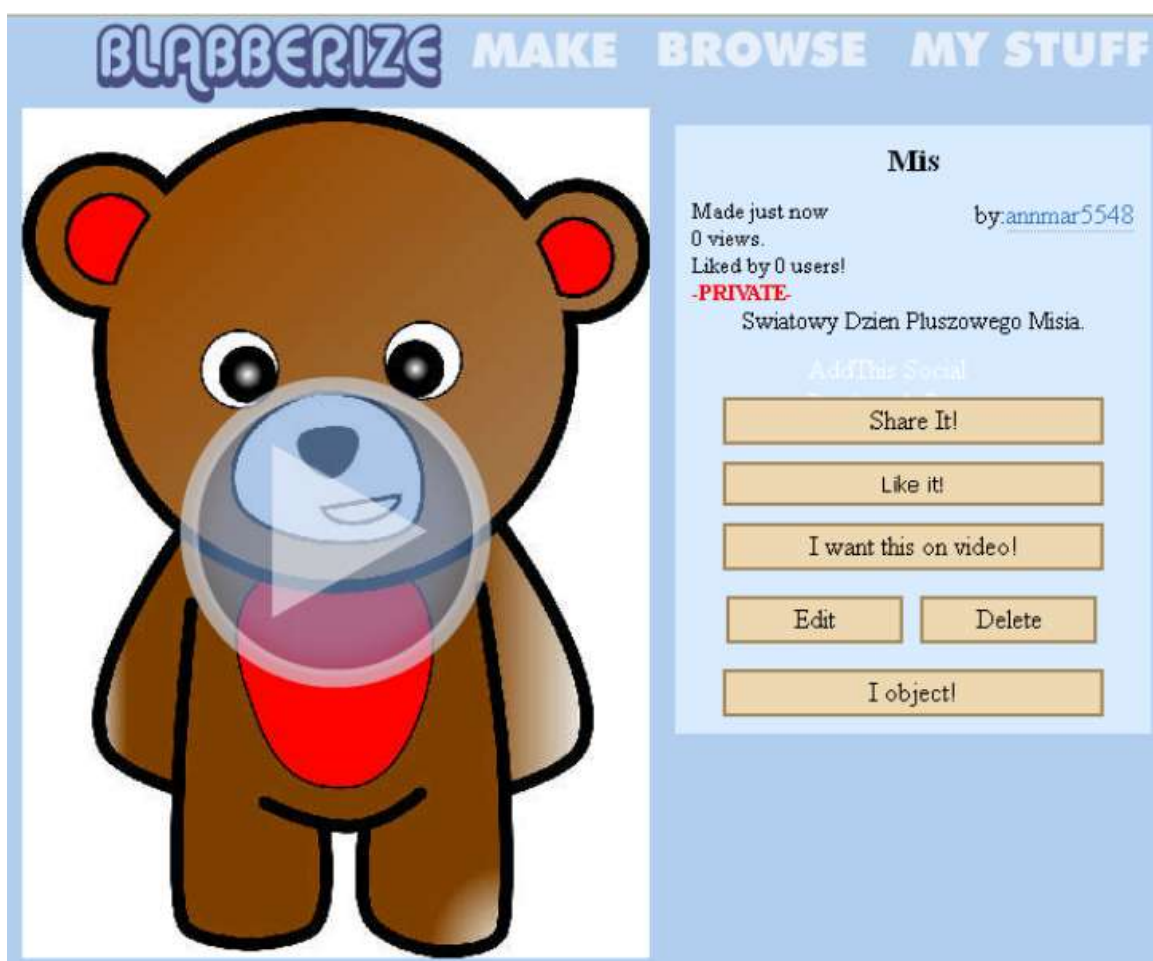 BLABBERIZE MAKE BROWSE MY STUFF
Mis
Made just now by:annmar5548
0 views.
Liked by 0 users!
-PRIVATE-
Swiatowy Dzien Pluszowego Misia.
AddThis Social
Share It!
Like it!
I want this on video!
Edit Delete
I object!